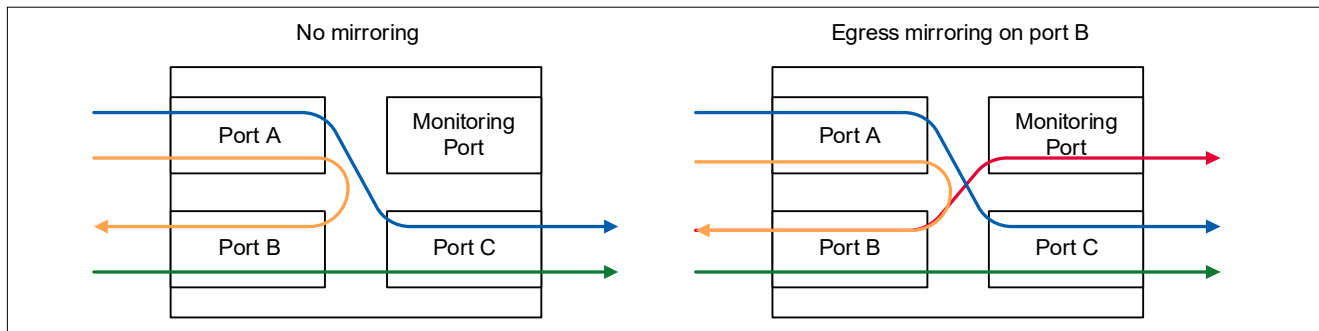 No mirroring
Port A
Monitoring
Port
Port B
Port C
Egress mirroring on port B
Port A
Monitoring
Port
Port B
Port C